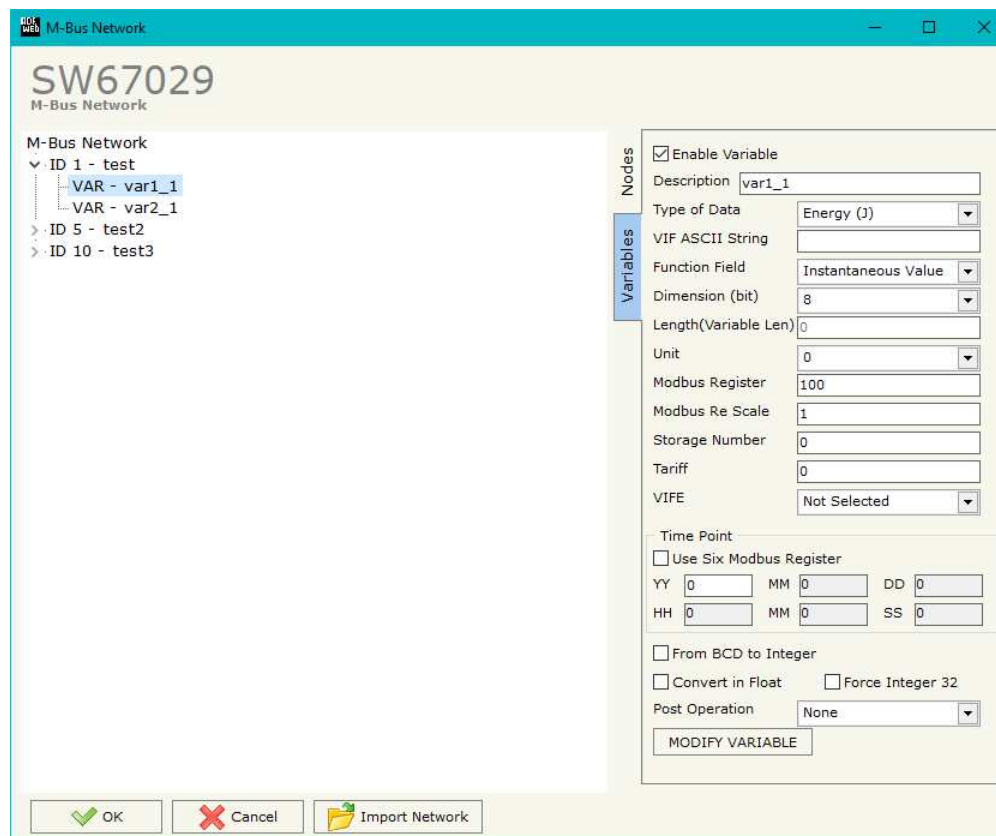 ADF
WEB
M-Bus Network
SW67029
M-Bus Network
M-Bus Network
ID 1 - test
VAR - var1_1
VAR - var2_1
ID 5 - test2
ID 10 - test3
Nodes
Variables
Enable Variable
Description var1_1
Type of Data Energy (J)
VIF ASCII String
Function Field Instantaneous Value
Dimension (bit) 8
Length(Variable Len) 0
Unit 0
Modbus Register 100
Modbus Re Scale 1
Storage Number 0
Tariff 0
VIFE Not Selected
Time Point
Use Six Modbus Register
YY 0 MM 0 DD 0
HH 0 MM 0 SS 0
From BCD to Integer
Convert in Float Force Integer 32
Post Operation None
MODIFY VARIABLE
OK Cancel Import Network